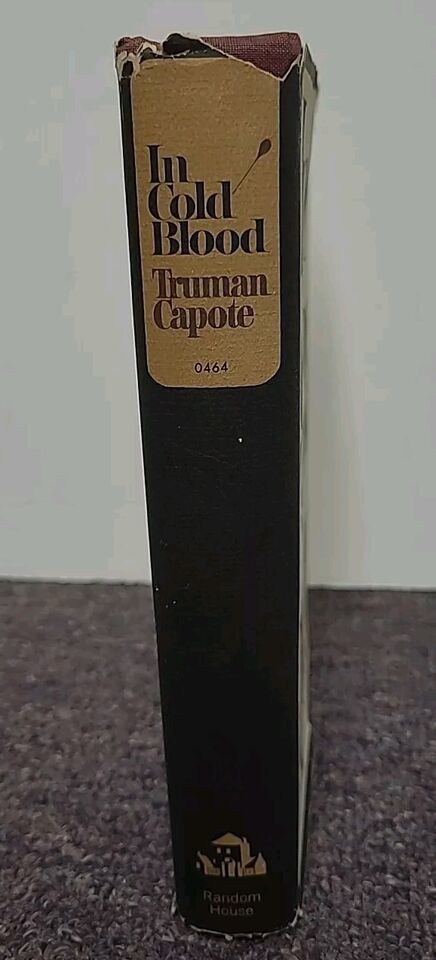 In
Cold
Blood
Truman
Capote
0464
Random
House